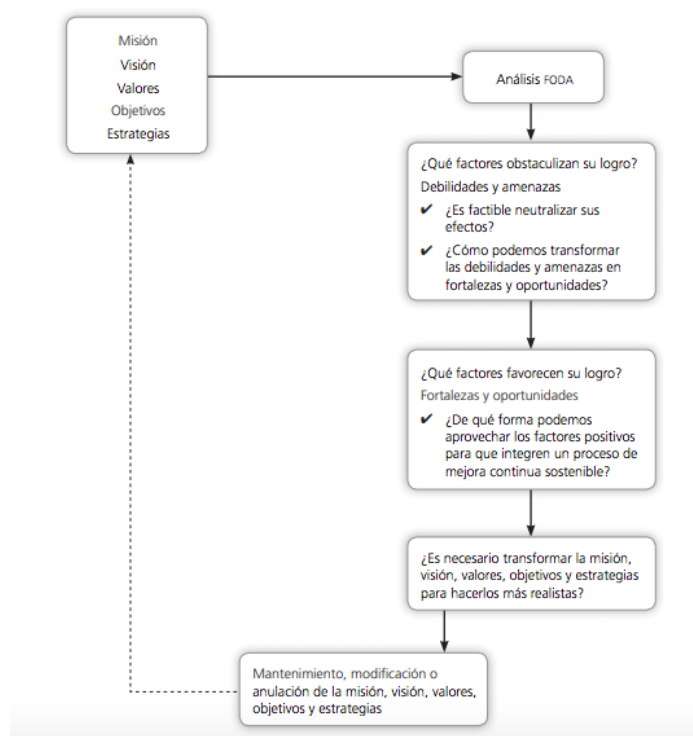 Misión
Visión
Valores
Objetivos
Estrategias
Análisis FODA
¿Qué factores obstaculizan su logro?
Debilidades y amenazas
✔ ¿Es factible neutralizar sus
efectos?
✔ ¿Cómo podemos transformar
las debilidades y amenazas en
fortalezas y oportunidades?
¿Qué factores favorecen su logro?
Fortalezas y oportunidades
✔ ¿De qué forma podemos
aprovechar los factores positivos
para que integren un proceso de
mejora continua sostenible?
¿Es necesario transformar la misión,
visión, valores, objetivos y estrategias
para hacerlos más realistas?
Mantenimiento, modificación o
anulación de la misión, visión, valores,
objetivos y estrategias